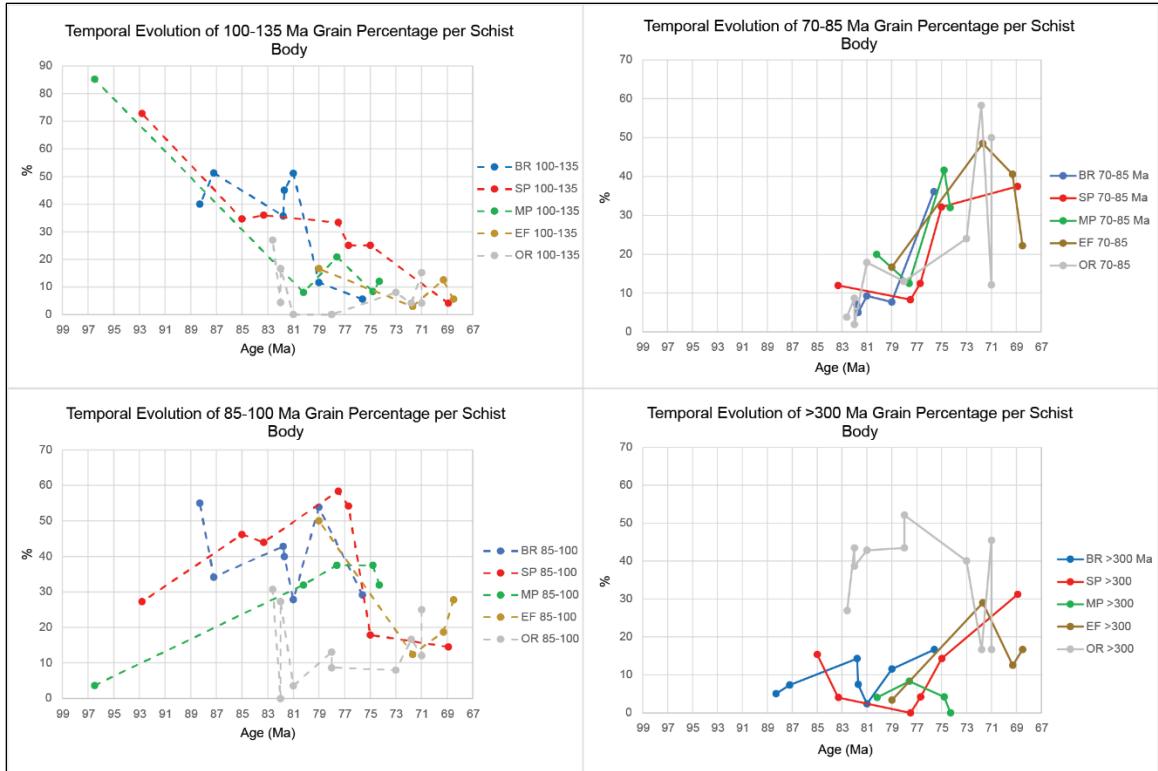 Temporal Evolution of 100-135 Ma Grain Percentage per Schist
Body
90
80
70
60
50
40
30
20
10
0
%
99 97 95 93 91 89 87 85 83 81 79 77 75 73 71 69 67
Age (Ma)
BR 100-135
SP 100-135
MP 100-135
EF 100-135
OR 100-135
Temporal Evolution of 70-85 Ma Grain Percentage per Schist
Body
70
60
50
40
30
20
10
0
%
99 97 95 93 91 89 87 85 83 81 79 77 75 73 71 69 67
Age (Ma)
BR 70-85 Ma
SP 70-85 Ma
MP 70-85 Ma
EF 70-85
OR 70-85
Temporal Evolution of 85-100 Ma Grain Percentage per Schist
Body
70
60
50
40
30
20
10
0
%
99 97 95 93 91 89 87 85 83 81 79 77 75 73 71 69 67
Age (Ma)
BR 85-100
SP 85-100
MP 85-100
EF 85-100
OR 85-100
Temporal Evolution of >300 Ma Grain Percentage per Schist
Body
70
60
50
40
30
20
10
0
%
99 97 95 93 91 89 87 85 83 81 79 77 75 73 71 69 67
Age (Ma)
BR >300 Ma
SP >300
MP >300
EF >300
OR >300